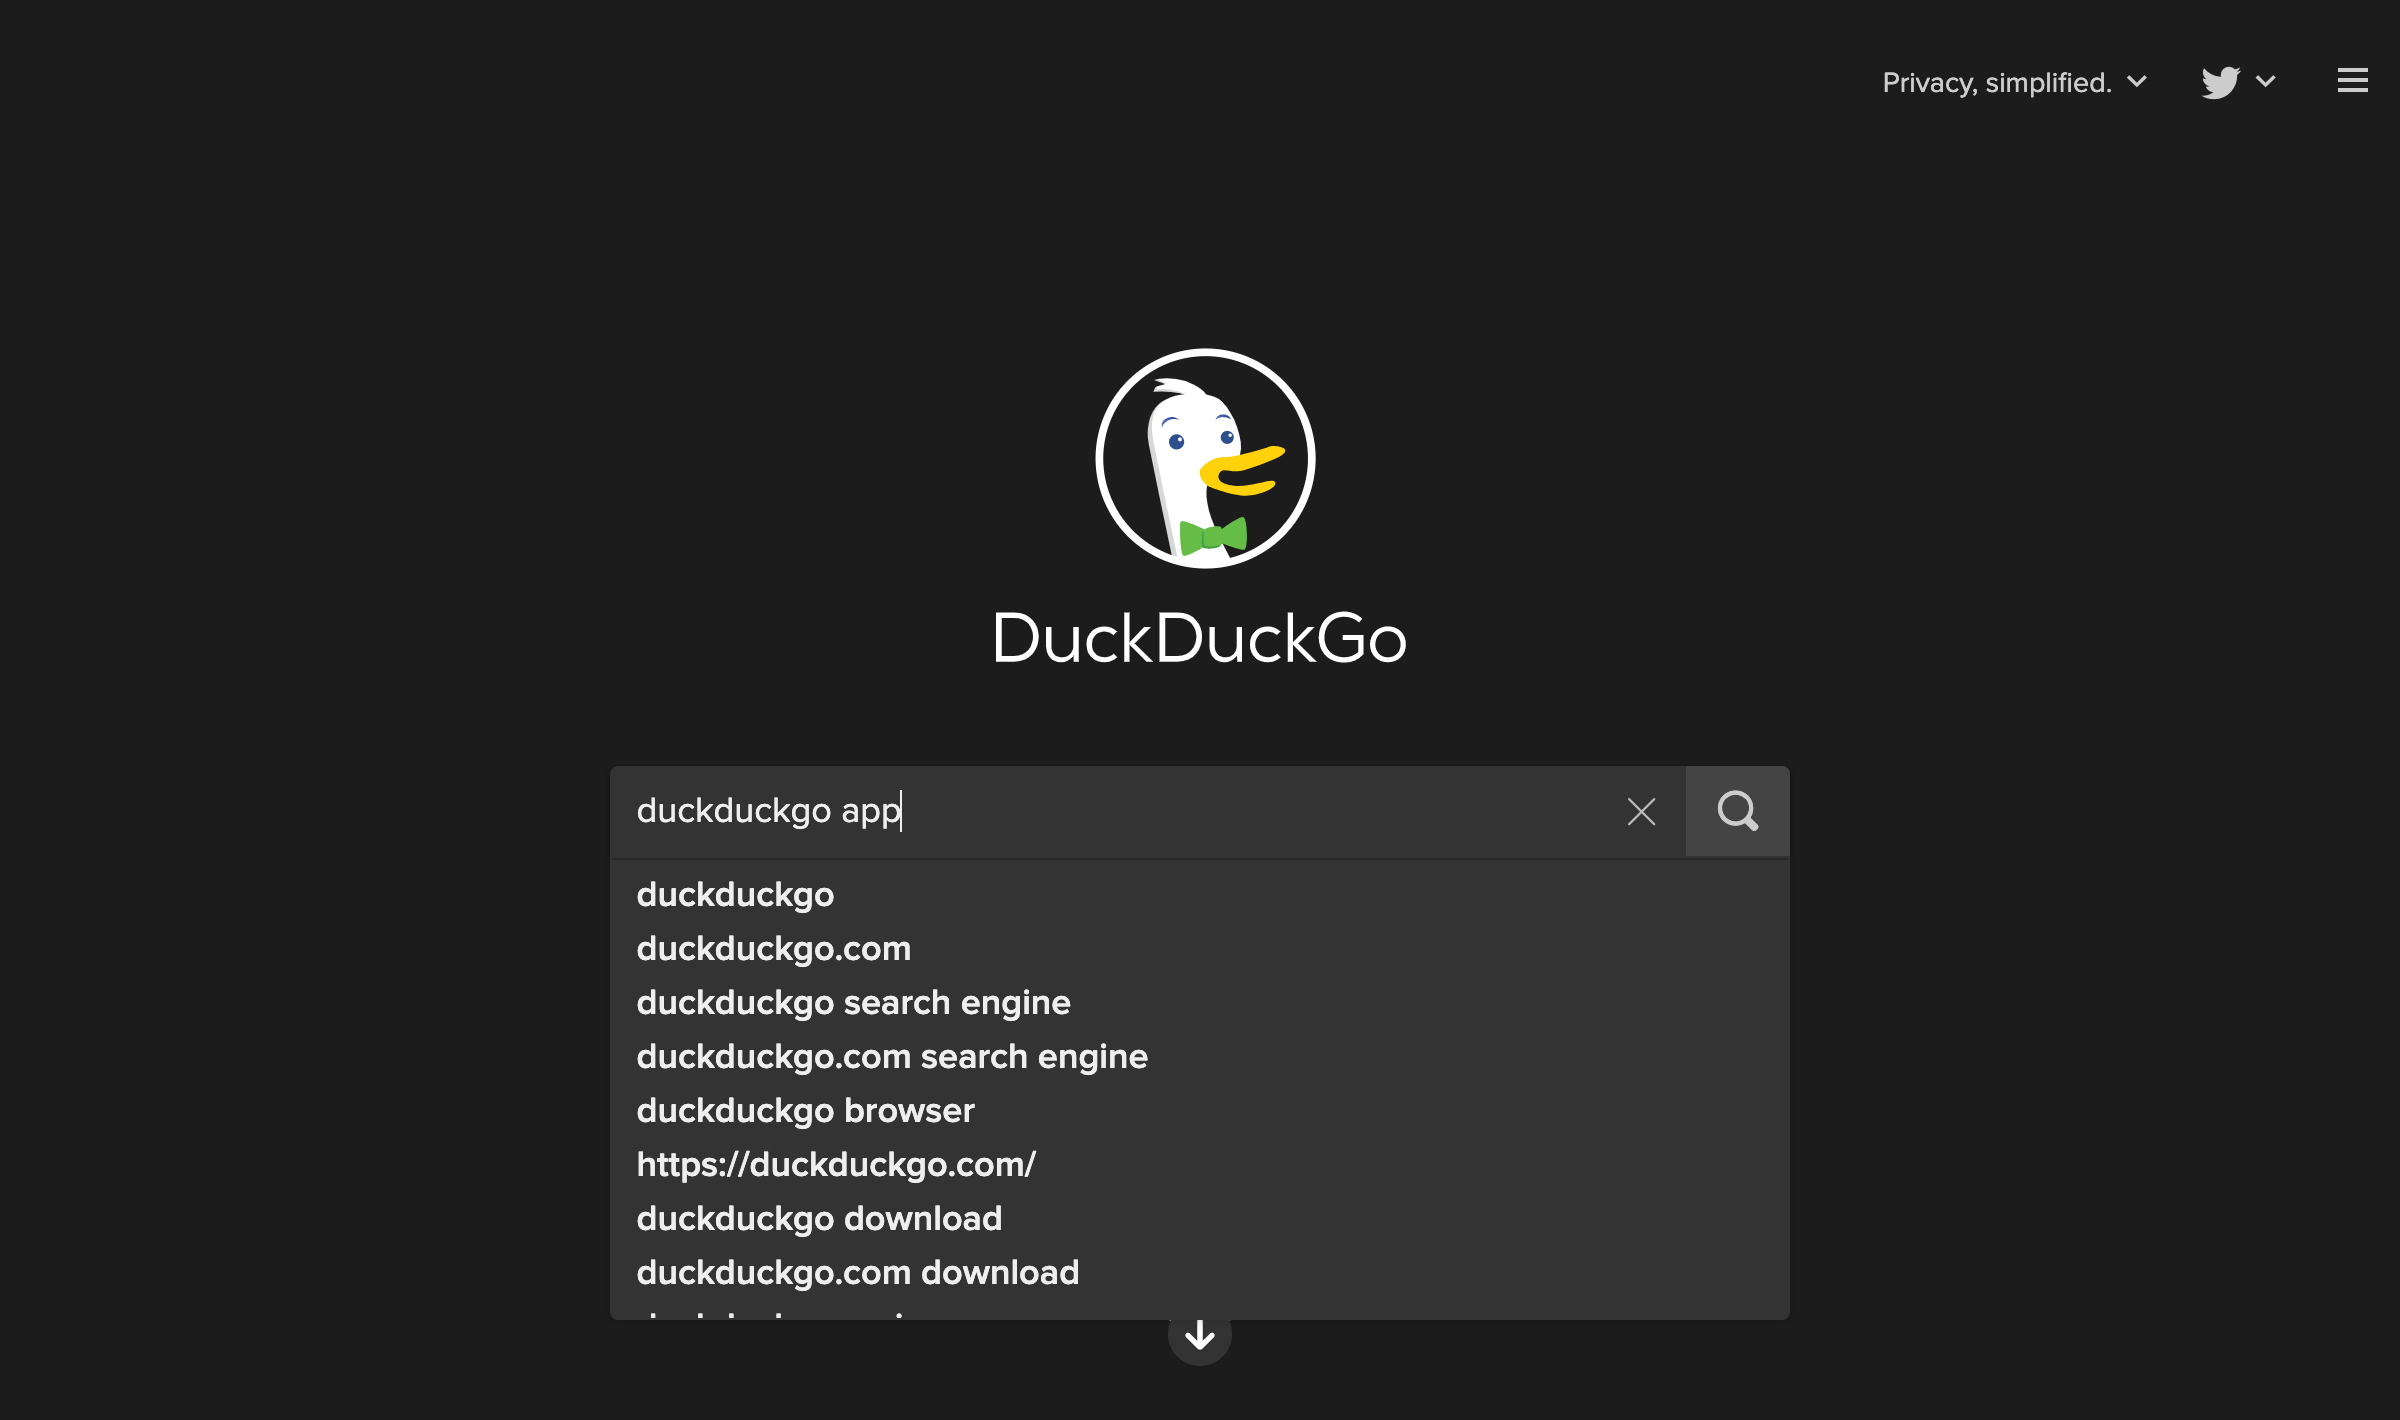 Privacy, simplified.
DuckDuckGo
duckduckgo app
duckduckgo
duckduckgo.com
duckduckgo search engine
duckduckgo.com search engine
duckduckgo browser
https://duckduckgo.com/
duckduckgo download
duckduckgo.com download